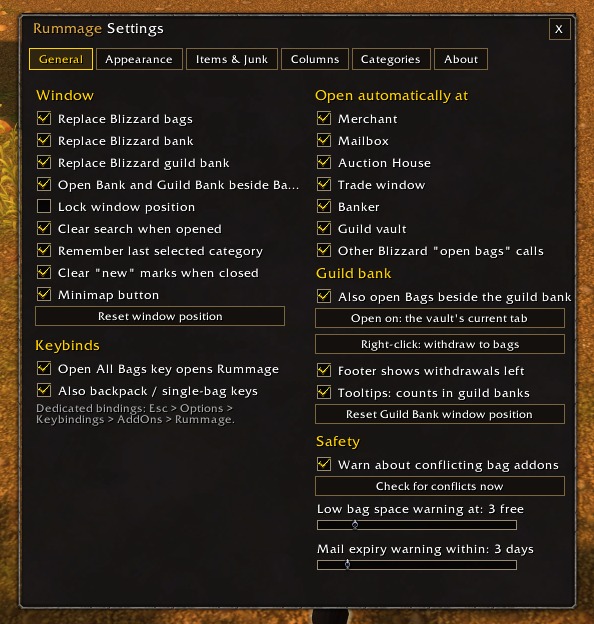 Rummage Settings
X
General
Appearance
Items & Junk
Columns
Categories
About
Window
Replace Blizzard bags
Replace Blizzard bank
Replace Blizzard guild bank
Open Bank and Guild Bank beside Ba...
Lock window position
Clear search when opened
Remember last selected category
Clear "new" marks when closed
Minimap button
Reset window position
Keybinds
Open All Bags key opens Rummage
Also backpack / single-bag keys
Dedicated bindings: Esc > Options >
Keybindings > AddOns > Rummage.
Open automatically at
Merchant
Mailbox
Auction House
Trade window
Banker
Guild vault
Other Blizzard "open bags" calls
Guild bank
Also open Bags beside the guild bank
Open on: the vault's current tab
Right-click: withdraw to bags
Footer shows withdrawals left
Tooltips: counts in guild banks
Reset Guild Bank window position
Safety
Warn about conflicting bag addons
Check for conflicts now
Low bag space warning at: 3 free
Mail expiry warning within: 3 days